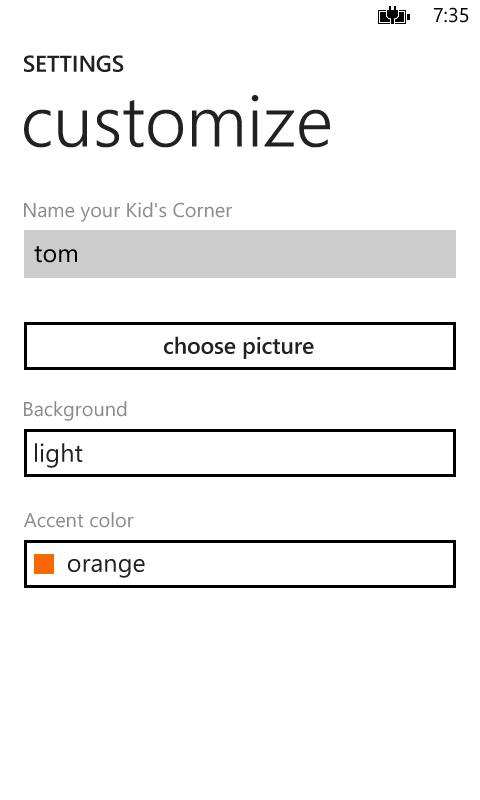 7:35
SETTINGS
customize
Name your Kid's Corner
tom
choose picture
Background
light
Accent color
orange